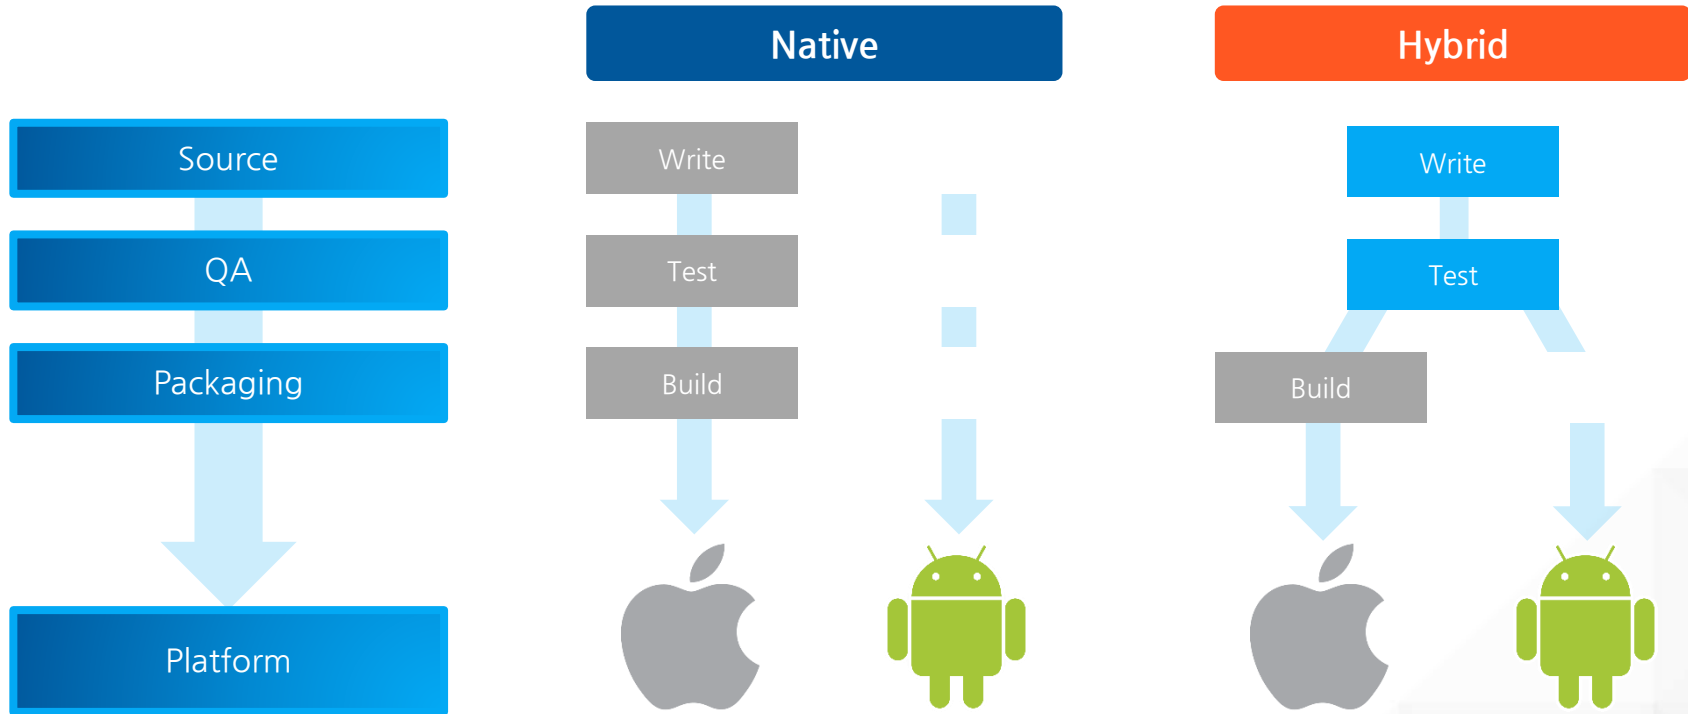 Native
Hybrid
Source
QA
Packaging
Platform
Write
Test
Build
Write
Test
Build